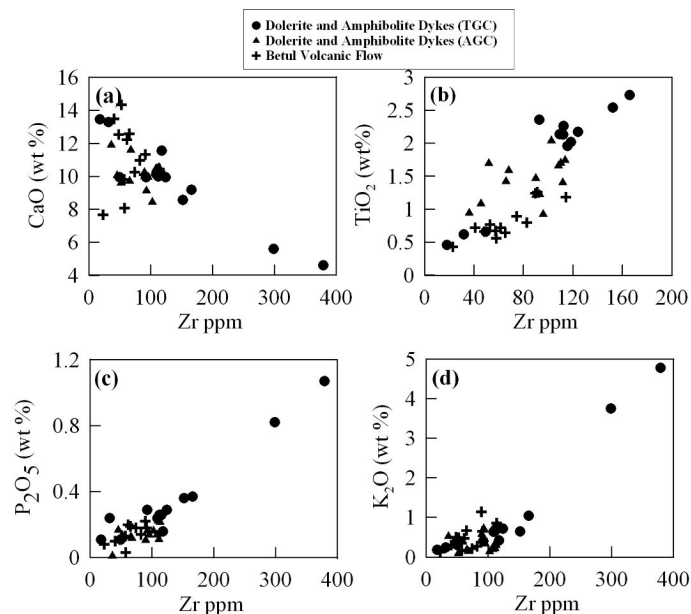 Dolerite and Amphibolite Dykes (TGC)
Dolerite and Amphibolite Dykes (AGC)
Betul Volcanic Flow
(a)
CaO (wt %)
16
14
12
10
8
6
4
0 100 200 300 400
Zr ppm
(b)
TiO₂ (wt%)
3
2.5
2
1.5
1
0.5
0
0 40 80 120 160 200
Zr ppm
(c)
P₂O₅ (wt %)
1.2
0.8
0.4
0
0 100 200 300 400
Zr ppm
(d)
K₂O (wt %)
5
4
3
2
1
0
0 100 200 300 400
Zr ppm